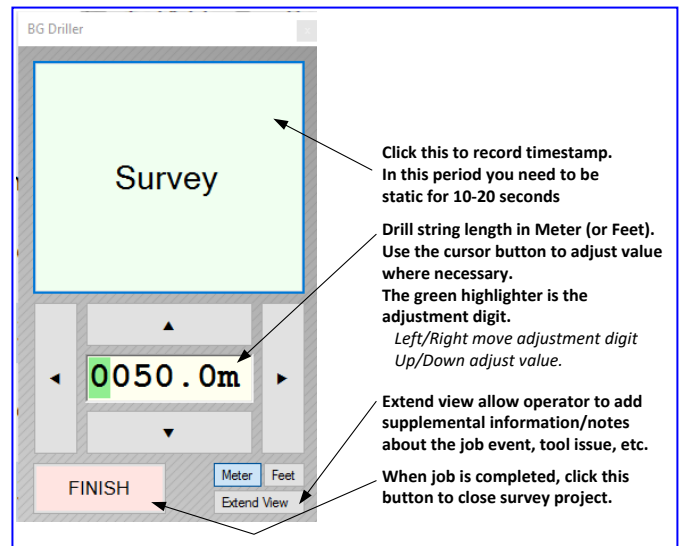 BG Driller
x
Survey
▲
◄
0050.0m
►
▼
FINISH
Meter
Feet
Extend View
Click this to record timestamp.
In this period you need to be
static for 10-20 seconds
Drill string length in Meter (or Feet).
Use the cursor button to adjust value
where necessary.
The green highlighter is the
adjustment digit.
Left/Right move adjustment digit
Up/Down adjust value.
Extend view allow operator to add
supplemental information/notes
about the job event, tool issue, etc.
When job is completed, click this
button to close survey project.